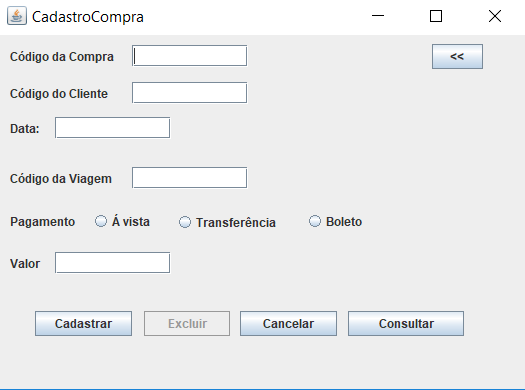 CadastroCompra
Código da Compra
<<
Código do Cliente
Data:
Código da Viagem
Pagamento Á vista Transferência Boleto
Valor
Cadastrar Excluir Cancelar Consultar